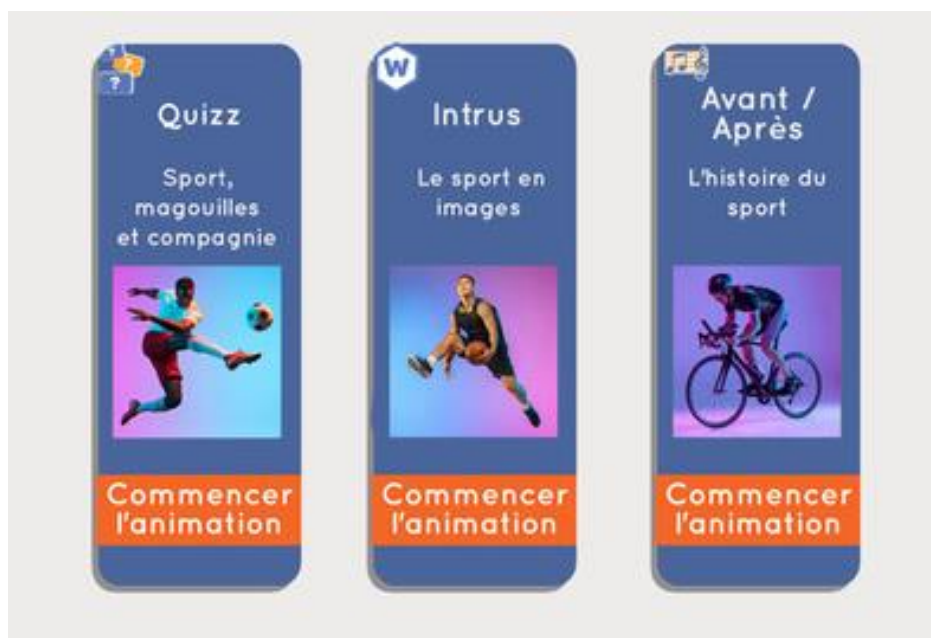 ?
?
?
Quizz
Sport,
magouilles
et compagnie
Commencer
l'animation
W
Intrus
Le sport en
images
Commencer
l'animation
Avant /
Après
L'histoire du
sport
Commencer
l'animation